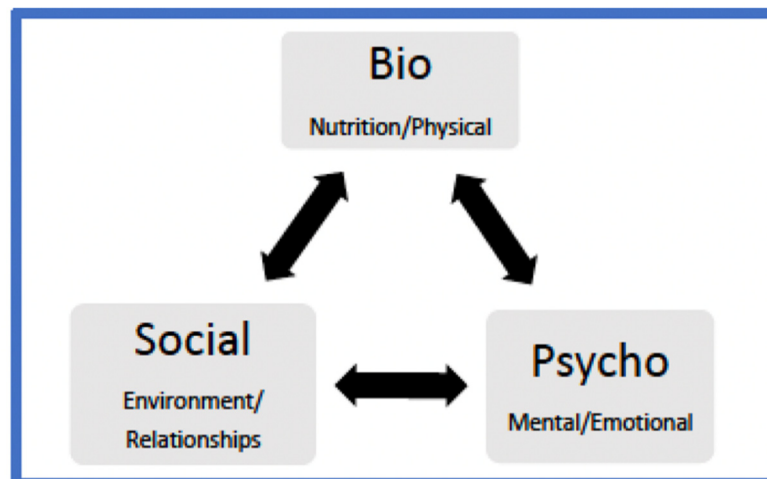 Bio
Nutrition/Physical
Social
Environment/
Relationships
Psycho
Mental/Emotional